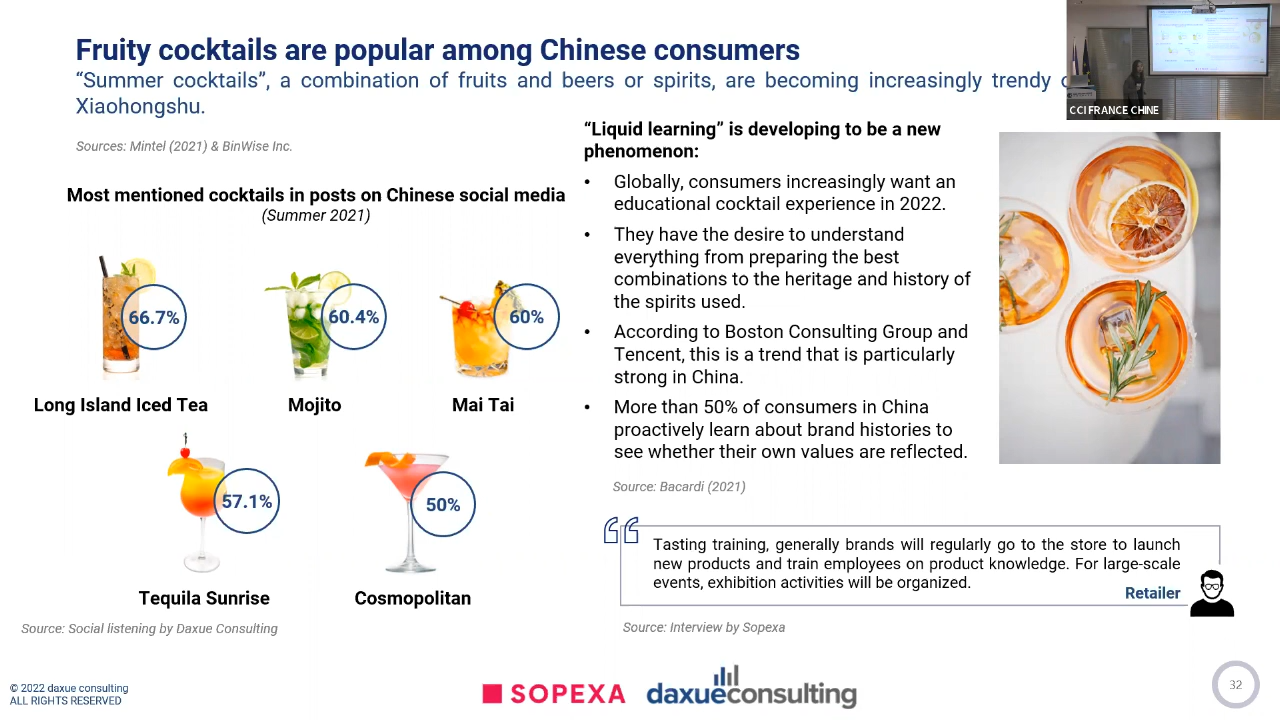 Fruity cocktails are popular among Chinese consumers
“Summer cocktails”, a combination of fruits and beers or spirits, are becoming increasingly trendy
Xiaohongshu.
CCI FRANCE CHINE
Sources: Mintel (2021) & BinWise Inc.
Most mentioned cocktails in posts on Chinese social media
(Summer 2021)
66.7%
60.4%
60%
Long Island Iced Tea
Mojito
Mai Tai
57.1%
50%
Tequila Sunrise
Cosmopolitan
Source: Social listening by Daxue Consulting
“Liquid learning” is developing to be a new
phenomenon:
• Globally, consumers increasingly want an
educational cocktail experience in 2022.
• They have the desire to understand
everything from preparing the best
combinations to the heritage and history of
the spirits used.
• According to Boston Consulting Group and
Tencent, this is a trend that is particularly
strong in China.
• More than 50% of consumers in China
proactively learn about brand histories to
see whether their own values are reflected.
Source: Bacardi (2021)
Tasting training, generally brands will regularly go to the store to launch
new products and train employees on product knowledge. For large-scale
events, exhibition activities will be organized.
Retailer
Source: Interview by Sopexa
© 2022 daxue consulting
ALL RIGHTS RESERVED
SOPEXA
daxueconsulting
32